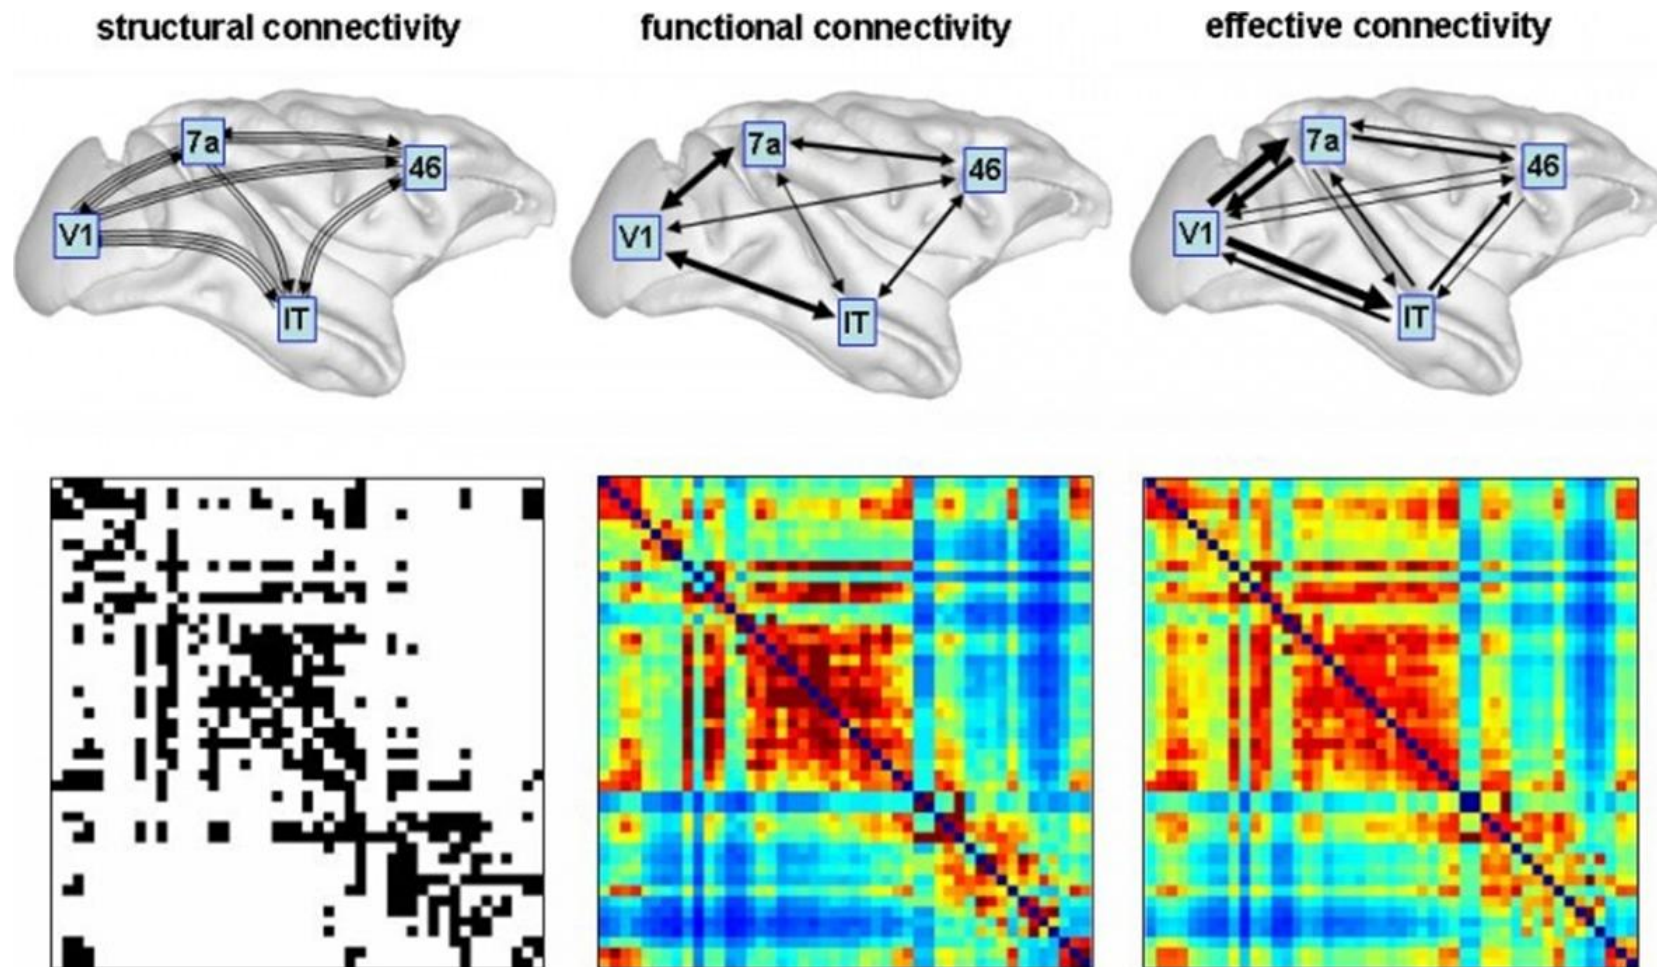 structural connectivity
functional connectivity
effective connectivity
7a
46
V1
IT
7a
46
V1
IT
7a
46
V1
IT